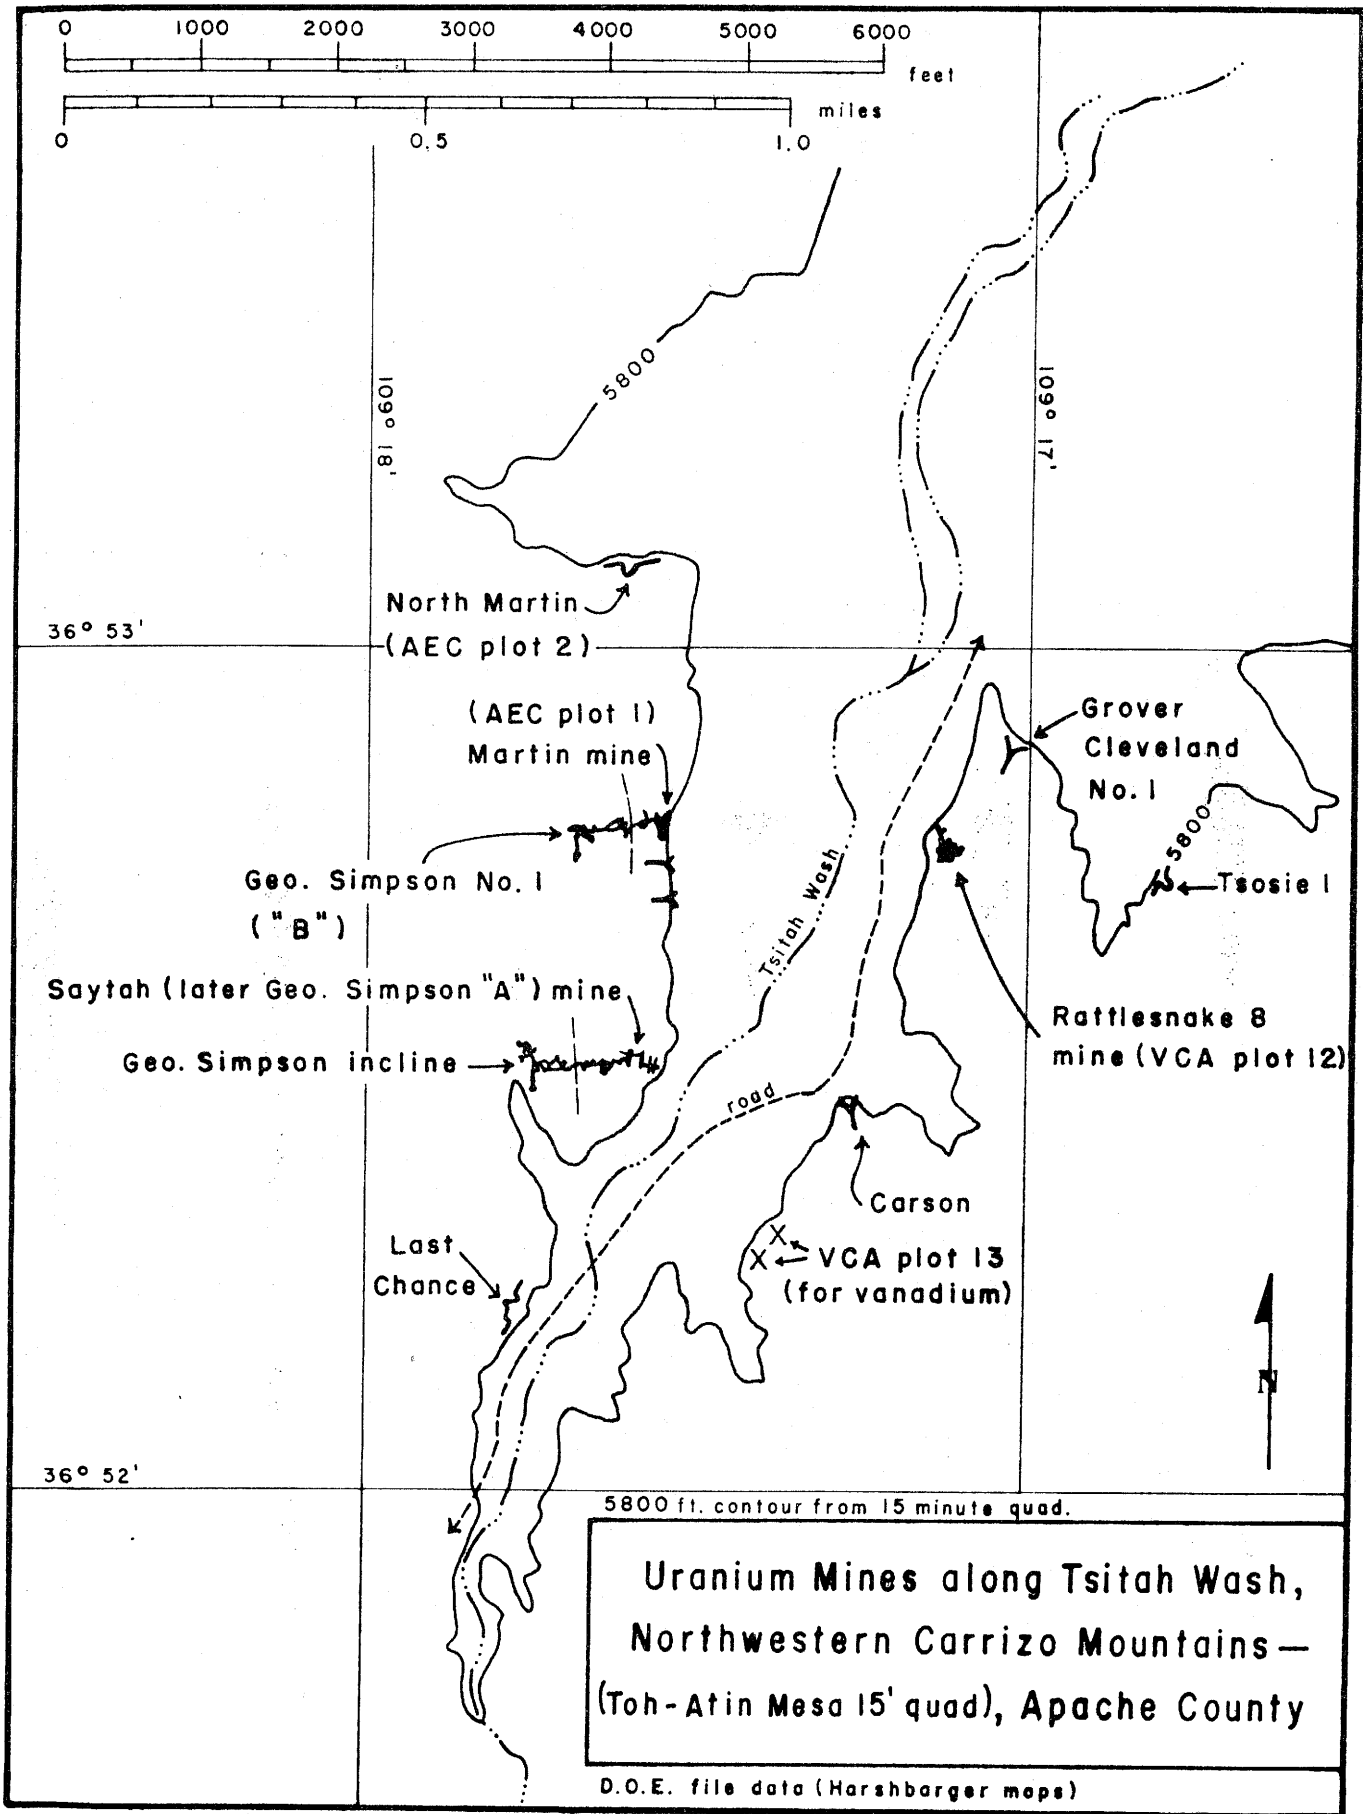 0 1000 2000 3000 4000 5000 6000
feet
miles
0 0.5 1.0
5800
109° 18'
109° 17'
North Martin
36° 53'
(AEC plot 2)
(AEC plot 1)
Martin mine
Grover
Cleveland
No. 1
5800
Geo. Simpson No. 1
("B")
Tsosie 1
Tsitah Wash
Saytah (later Geo. Simpson "A") mine
Rattlesnake 8
mine (VCA plot 12)
Geo. Simpson incline
road
Carson
Last
Chance
VCA plot 13
(for vanadium)
N
36° 52'
5800 ft. contour from 15 minute quad.
Uranium Mines along Tsitah Wash,
Northwestern Carrizo Mountains—
(Toh-Atin Mesa 15' quad), Apache County
D.O.E. file data (Harshbarger maps)